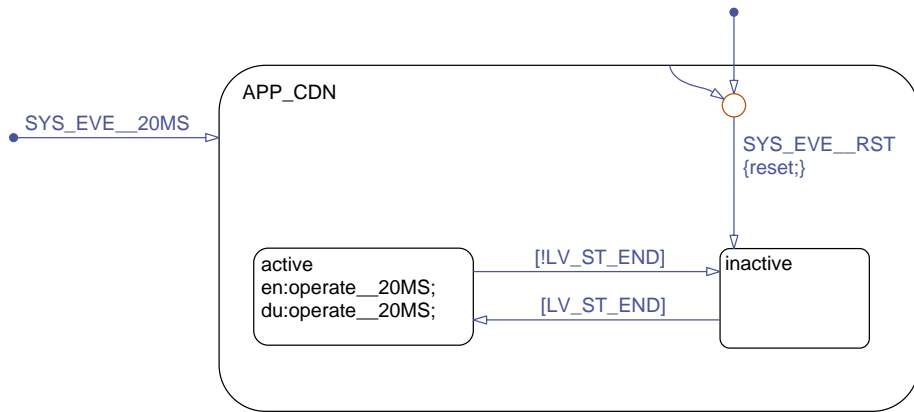 APP_CDN
SYS_EVE__20MS
SYS_EVE__RST
{reset;}
active
en:operate__20MS;
du:operate__20MS;
[!LV_ST_END]
inactive
[LV_ST_END]